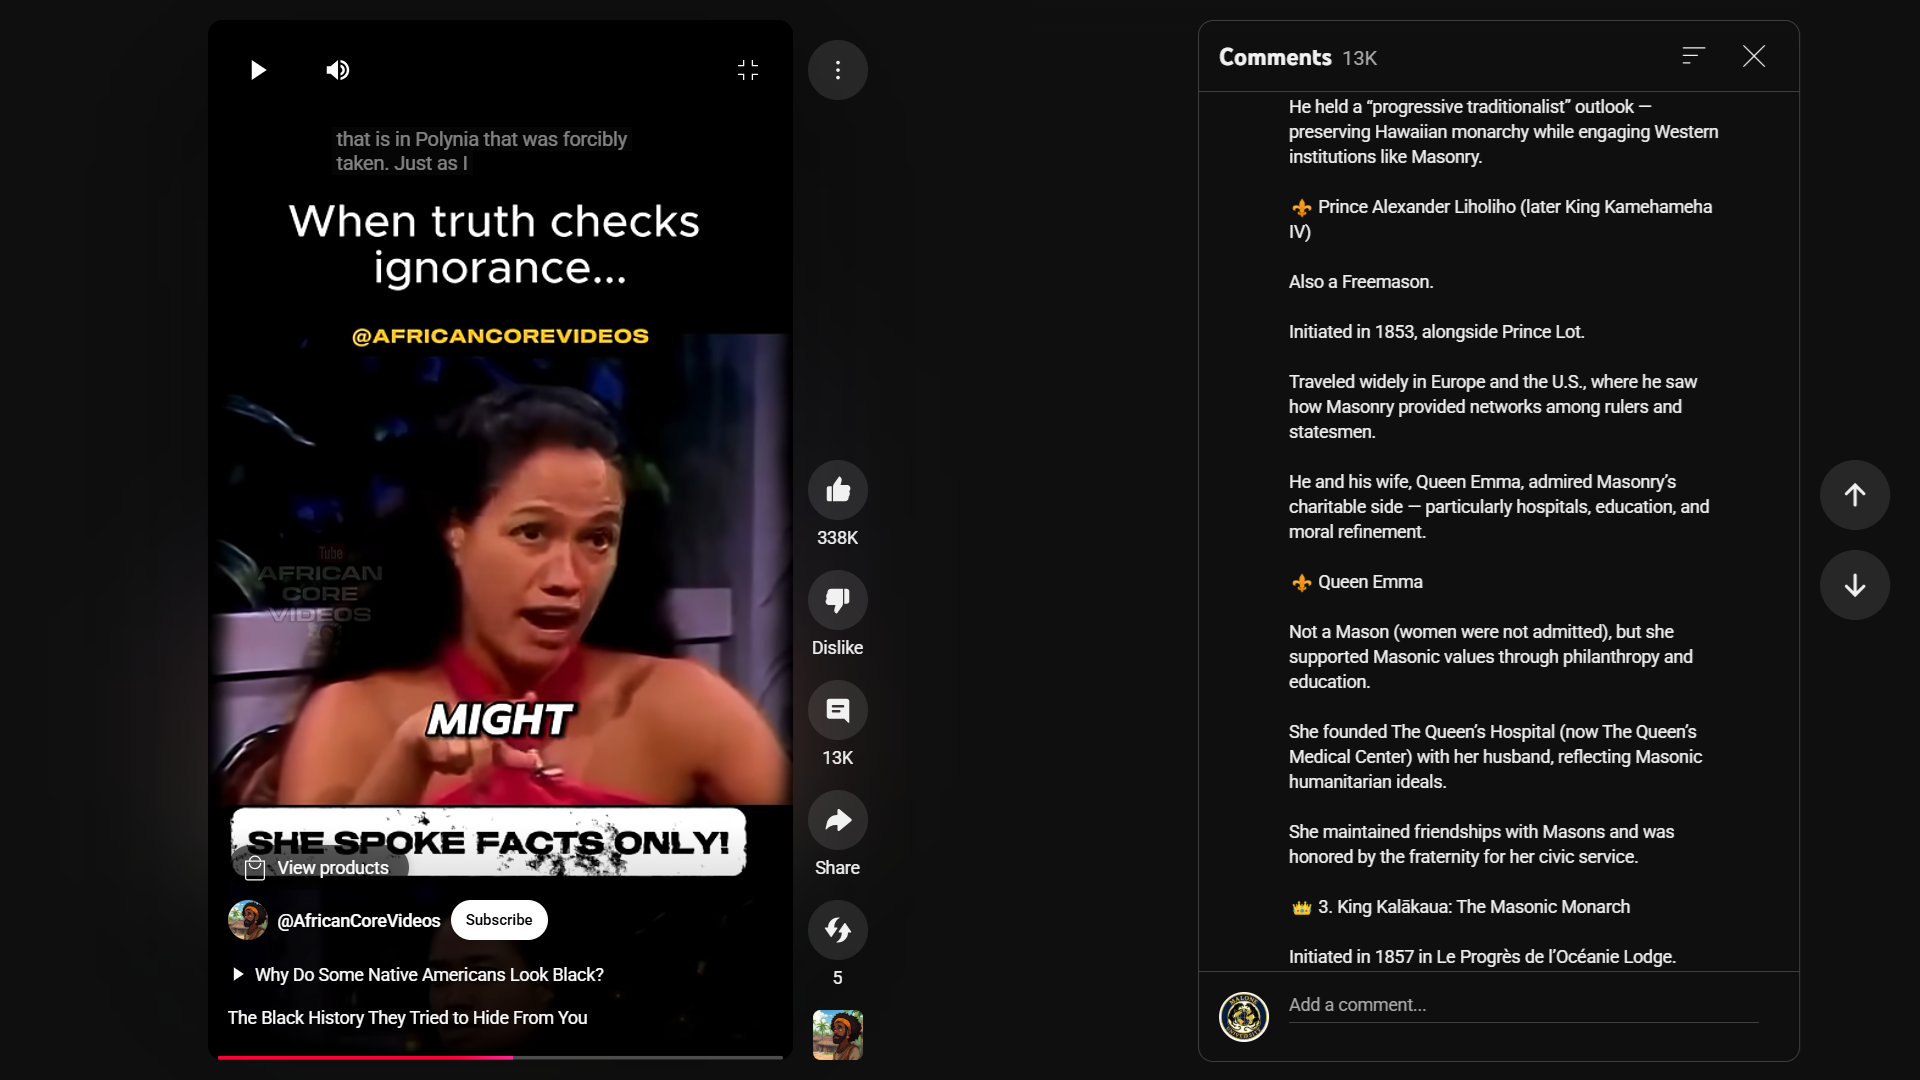 that is in Polynia that was forcibly
taken. Just as I
When truth checks
ignorance...
@AFRICANCOREVIDEOS
Tube
AFRICAN
CORE
VIDEOS
MIGHT
SHE SPOKE FACTS ONLY!
View products
@AfricanCoreVideos
Subscribe
Why Do Some Native Americans Look Black?
The Black History They Tried to Hide From You
338K
Dislike
13K
Share
5
Comments 13K
He held a “progressive traditionalist” outlook —
preserving Hawaiian monarchy while engaging Western
institutions like Masonry.
⚜️ Prince Alexander Liholiho (later King Kamehameha
IV)
Also a Freemason.
Initiated in 1853, alongside Prince Lot.
Traveled widely in Europe and the U.S., where he saw
how Masonry provided networks among rulers and
statesmen.
He and his wife, Queen Emma, admired Masonry’s
charitable side — particularly hospitals, education, and
moral refinement.
⚜️ Queen Emma
Not a Mason (women were not admitted), but she
supported Masonic values through philanthropy and
education.
She founded The Queen’s Hospital (now The Queen’s
Medical Center) with her husband, reflecting Masonic
humanitarian ideals.
She maintained friendships with Masons and was
honored by the fraternity for her civic service.
👑 3. King Kalākaua: The Masonic Monarch
Initiated in 1857 in Le Progrès de l’Océanie Lodge.
MALONE
UNIVERSITY
Add a comment...